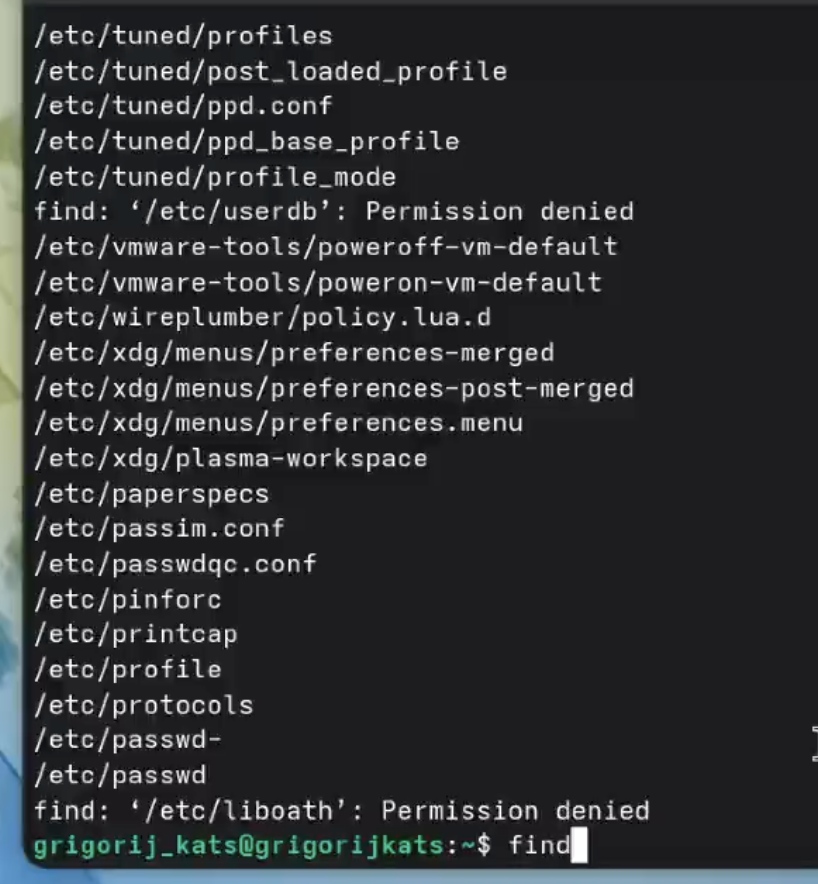 /etc/tuned/profiles
/etc/tuned/post_loaded_profile
/etc/tuned/ppd.conf
/etc/tuned/ppd_base_profile
/etc/tuned/profile_mode
find: ‘/etc/userdb’: Permission denied
/etc/vmware-tools/poweroff-vm-default
/etc/vmware-tools/poweron-vm-default
/etc/wireplumber/policy.lua.d
/etc/xdg/menus/preferences-merged
/etc/xdg/menus/preferences-post-merged
/etc/xdg/menus/preferences.menu
/etc/xdg/plasma-workspace
/etc/paperspecs
/etc/passim.conf
/etc/passwdqc.conf
/etc/pinforc
/etc/printcap
/etc/profile
/etc/protocols
/etc/passwd-
/etc/passwd
find: ‘/etc/liboath’: Permission denied
grigorij_kats@grigorijkats:~$ find